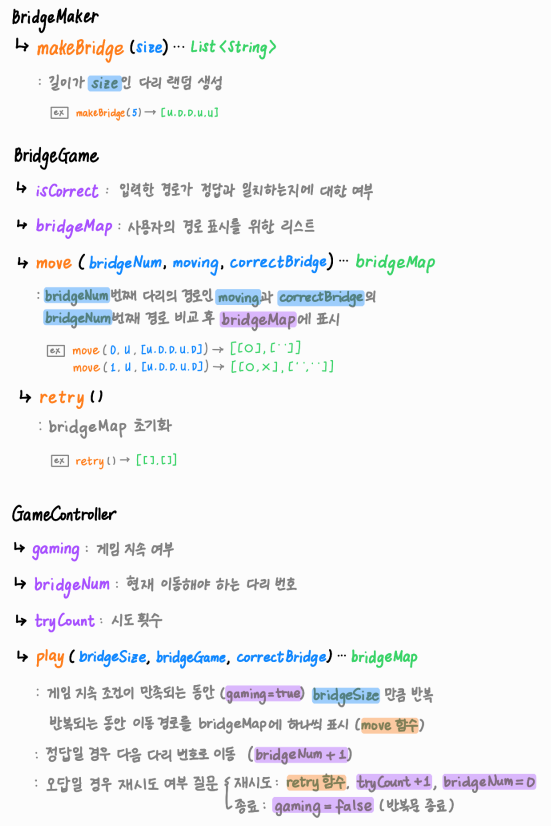 BridgeMaker
↳ makeBridge (size) ··· List<String>
: 길이가 size인 다리 랜덤 생성
ex makeBridge(5) → [U.D.D.U.U]
BridgeGame
↳ isCorrect : 입력한 경로가 정답과 일치하는지에 대한 여부
↳ bridgeMap : 사용자의 경로 표시를 위한 리스트
↳ move ( bridgeNum, moving, correctBridge) ··· bridgeMap
: bridgeNum번째 다리의 경로인 moving과 correctBridge의
bridgeNum번째 경로 비교 후 bridgeMap에 표시
ex move ( 0, U, [U.D.D.U.D]) → [[O], [' ']]
move ( 1, U, [U.D.D.U.D]) → [[O,X], [' ',' ']]
↳ retry ()
: bridgeMap 초기화
ex retry () → [[],[]]
GameController
↳ gaming : 게임 지속 여부
↳ bridgeNum : 현재 이동해야 하는 다리 번호
↳ tryCount : 시도 횟수
↳ play ( bridgeSize, bridgeGame, correctBridge) ··· bridgeMap
: 게임 지속 조건이 만족되는 동안 (gaming=true) bridgeSize 만큼 반복
반복되는 동안 이동 경로를 bridgeMap에 하나씩 표시 (move 함수)
: 정답일 경우 다음 다리 번호로 이동 (bridgeNum + 1)
: 오답일 경우 재시도 여부 질문 재시도 : retry 함수, tryCount +1, bridgeNum = 0
종료 : gaming = false (반복문 종료)